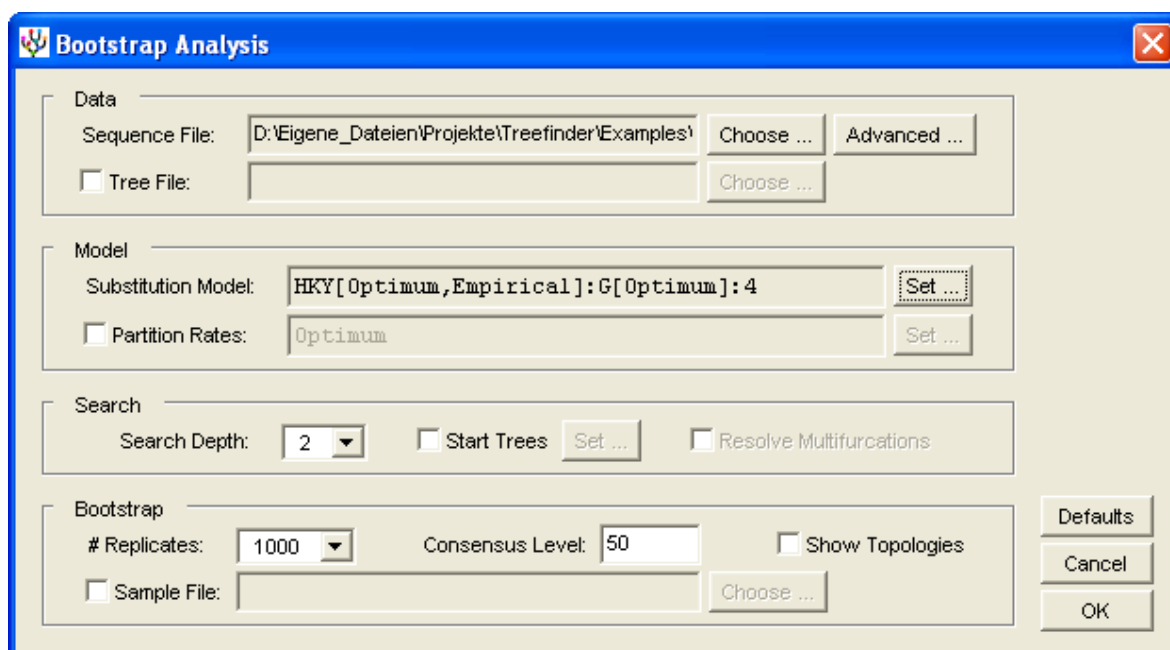 Bootstrap Analysis
Data
Sequence File: D:\Eigene_Dateien\Projekte\Treefinder\Examples\ Choose ... Advanced ...
Tree File: Choose ...
Model
Substitution Model: HKY[Optimum,Empirical]:G[Optimum]:4 Set ...
Partition Rates: Optimum Set ...
Search
Search Depth: 2 Start Trees Set ... Resolve Multifurcations
Bootstrap
# Replicates: 1000 Consensus Level: 50 Show Topologies
Sample File: Choose ...
Defaults
Cancel
OK